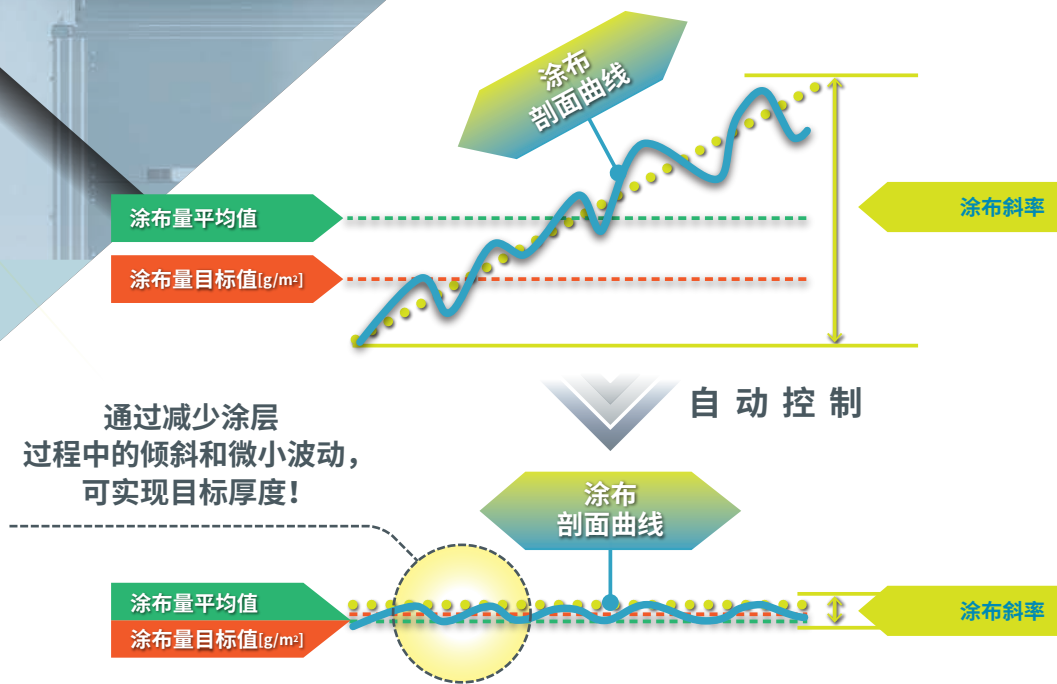 涂布
剖面曲线
涂布量平均值
涂布斜率
涂布量目标值[g/m²]
自动控制
通过减少涂层
过程中的倾斜和微小波动，
可实现目标厚度！
涂布
剖面曲线
涂布量平均值
涂布斜率
涂布量目标值[g/m²]